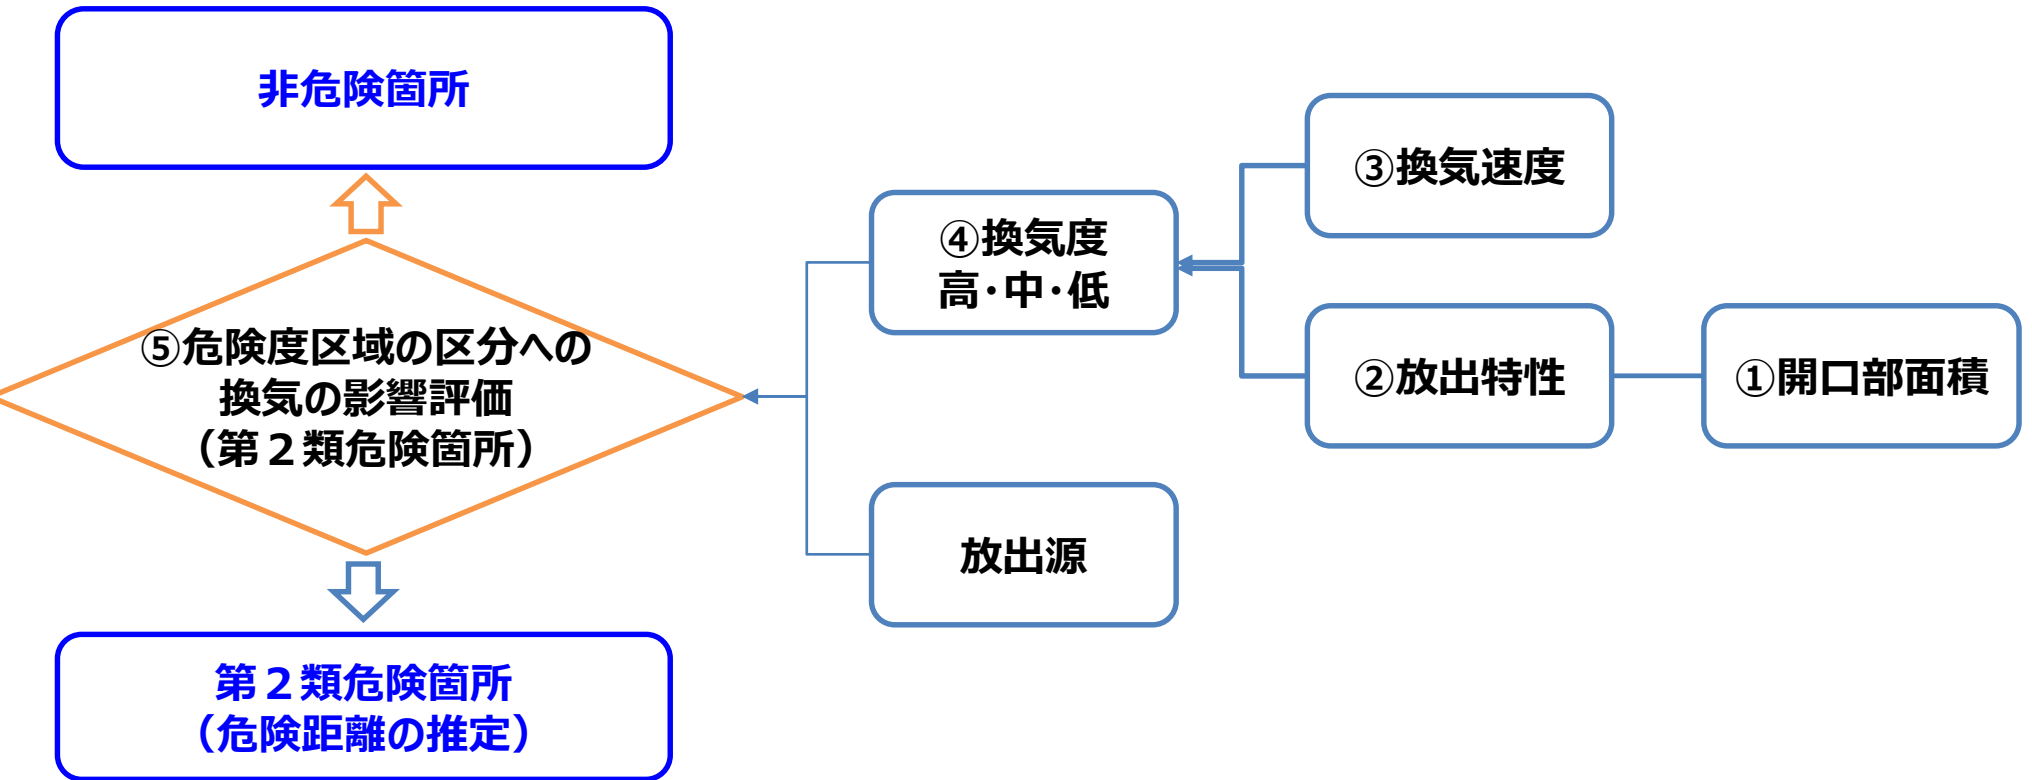 非危険箇所
③換気速度
④換気度
高・中・低
⑤危険度区域の区分への
換気の影響評価
（第２類危険箇所）
②放出特性
①開口部面積
放出源
第２類危険箇所
（危険距離の推定）